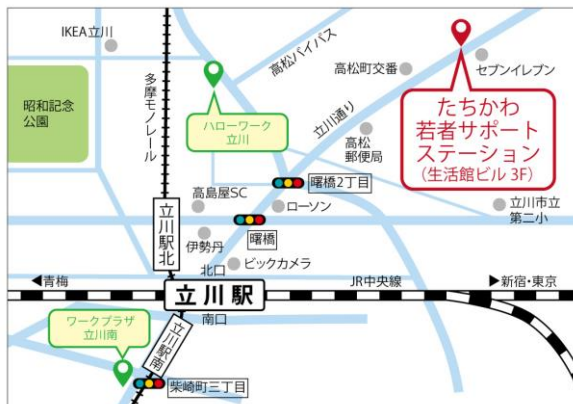 IKEA立川
高松バイパス
高松町交番
セブンイレブン
昭和記念
公園
多摩モノレール
ハローワーク
立川
立川通り
高松
郵便局
たちかわ
若者サポート
ステーション
(生活館ビル 3F)
曙橋2丁目
高島屋SC
ローソン
立川市立
第二小
立川駅北
伊勢丹
曙橋
北口
ビックカメラ
◀青梅
立川駅
JR中央線
▶新宿・東京
南口
ワークプラザ
立川南
立川駅南
柴崎町三丁目